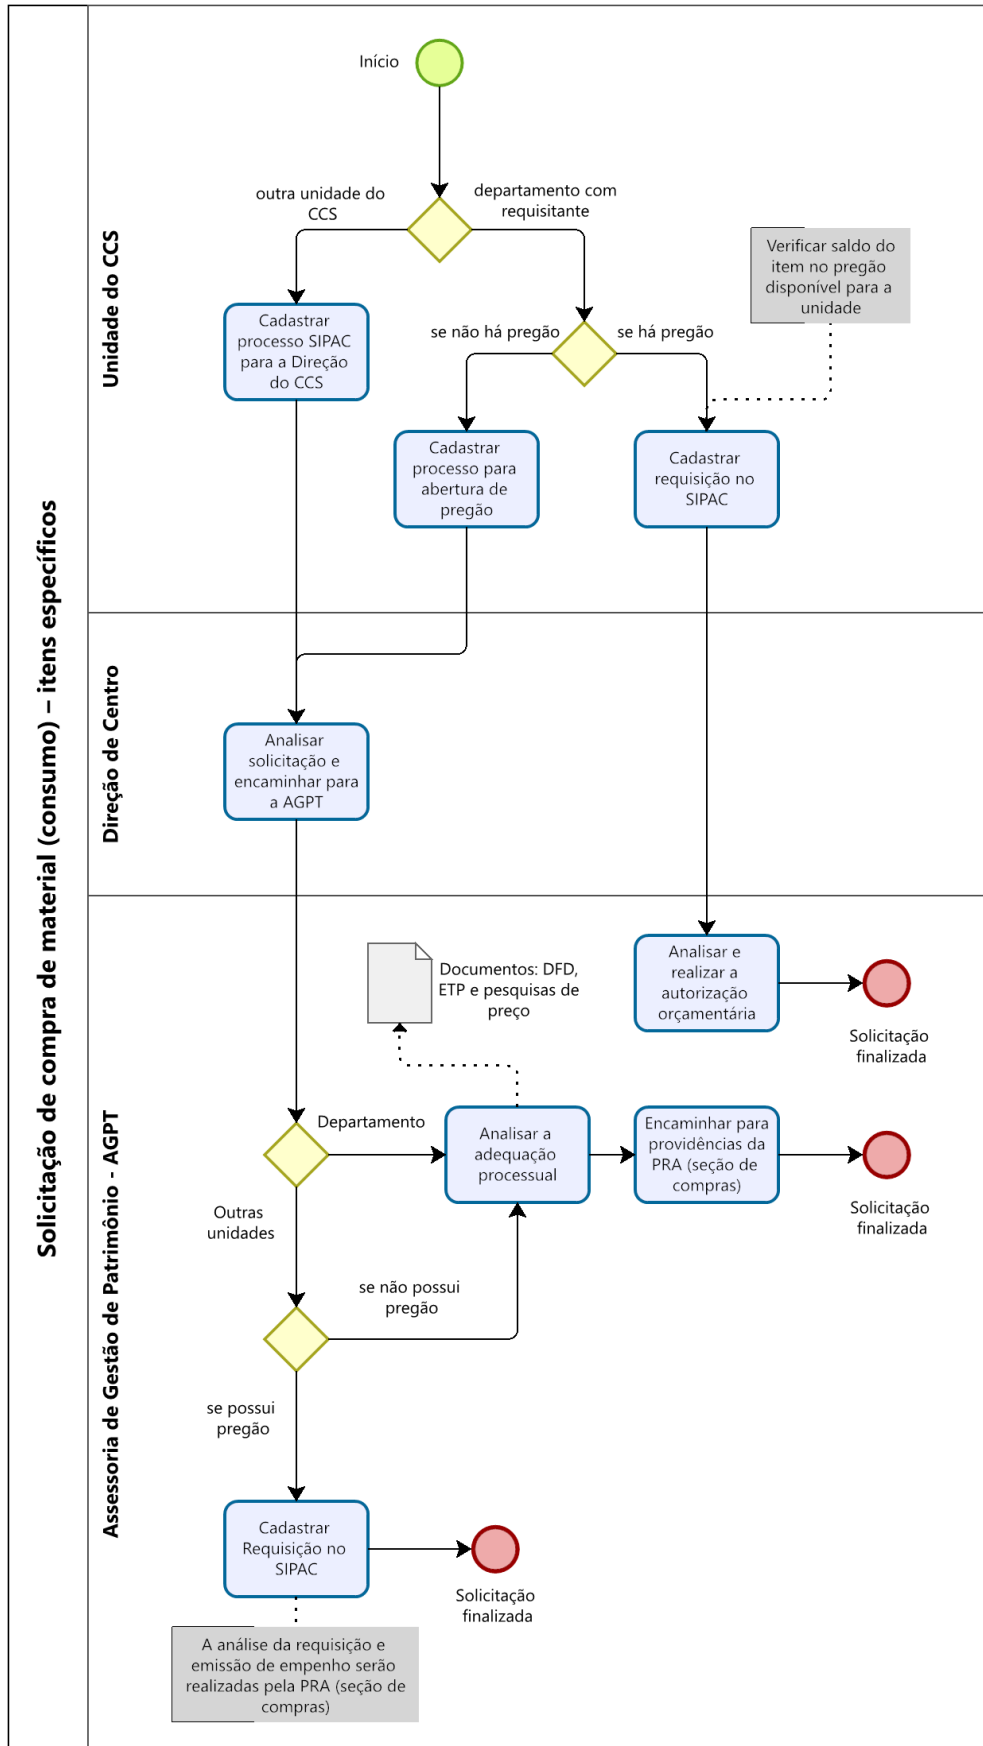 Solicitação de compra de material (consumo) – itens específicos
Unidade do CCS
Início
outra unidade do
CCS
departamento com
requisitante
Verificar saldo do
item no pregão
disponível para a
unidade
Cadastrar
processo SIPAC
para a Direção
do CCS
se não há pregão
se há pregão
Cadastrar
processo para
abertura de
pregão
Cadastrar
requisição no
SIPAC
Direção de Centro
Analisar
solicitação e
encaminhar para
a AGPT
Assessoria de Gestão de Patrimônio - AGPT
Documentos: DFD,
ETP e pesquisas de
preço
Analisar e
realizar a
autorização
orçamentária
Solicitação
finalizada
Departamento
Analisar a
adequação
processual
Encaminhar para
providências da
PRA (seção de
compras)
Solicitação
finalizada
Outras
unidades
se não possui
pregão
se possui
pregão
Cadastrar
Requisição no
SIPAC
Solicitação
finalizada
A análise da requisição e
emissão de empenho serão
realizadas pela PRA (seção de
compras)